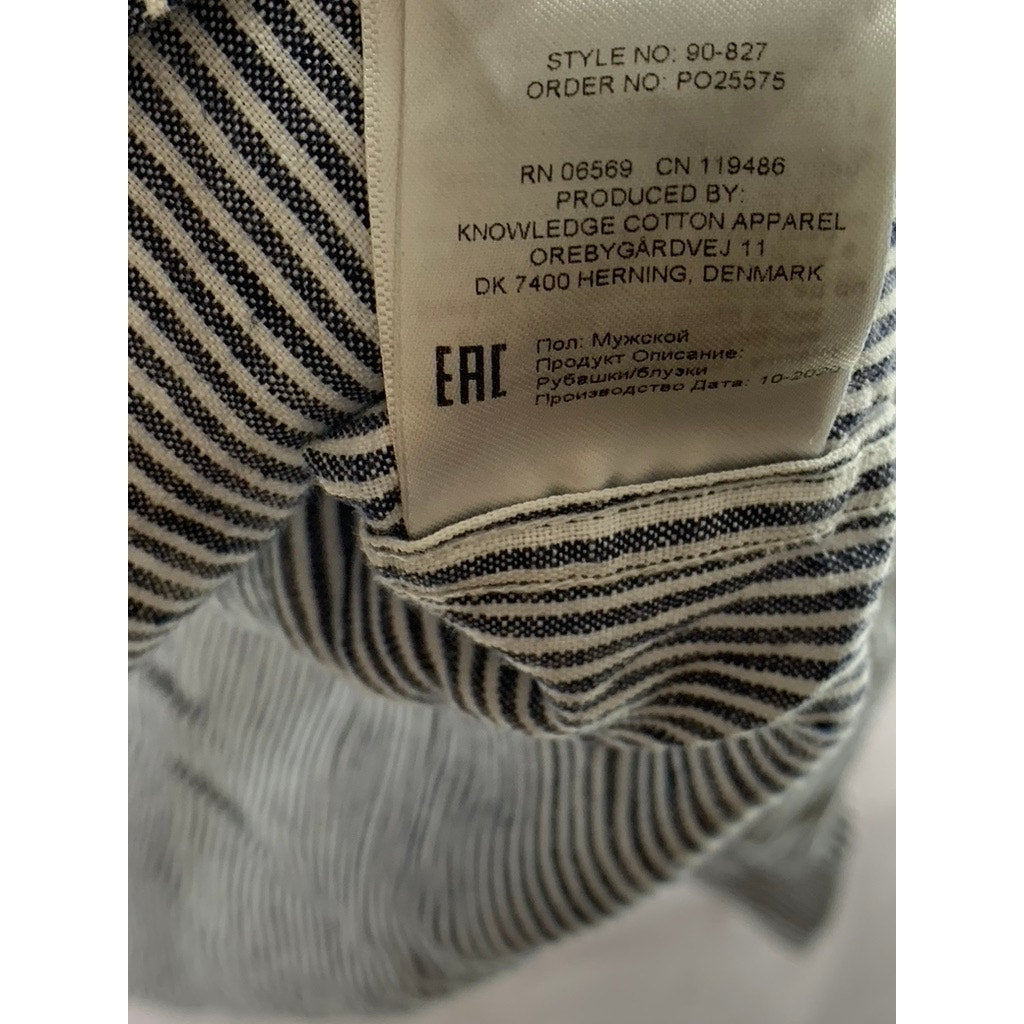 STYLE NO: 90-827
ORDER NO: PO25575
RN 06569 CN 119486
PRODUCED BY:
KNOWLEDGE COTTON APPAREL
OREBYGÅRDVEJ 11
DK 7400 HERNING, DENMARK
EAC
Пол: Мужской
Продукт Описание:
Рубашки/блузки
Производство Дата: